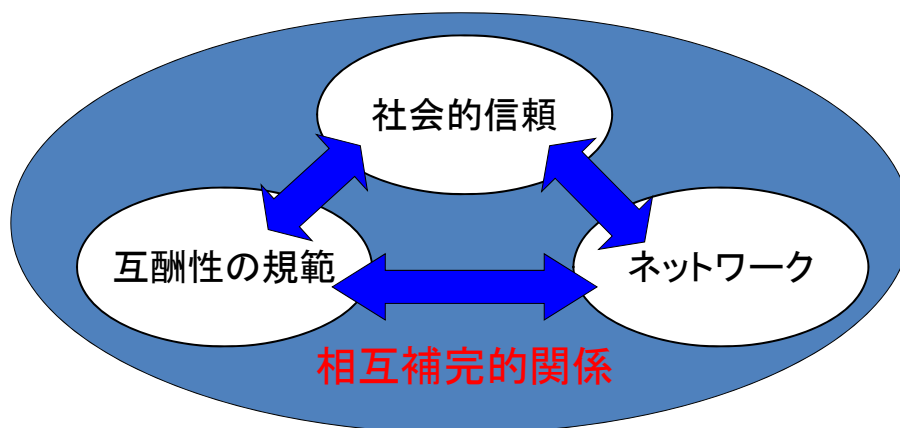 社会的信頼
互酬性の規範
ネットワーク
相互補完的関係